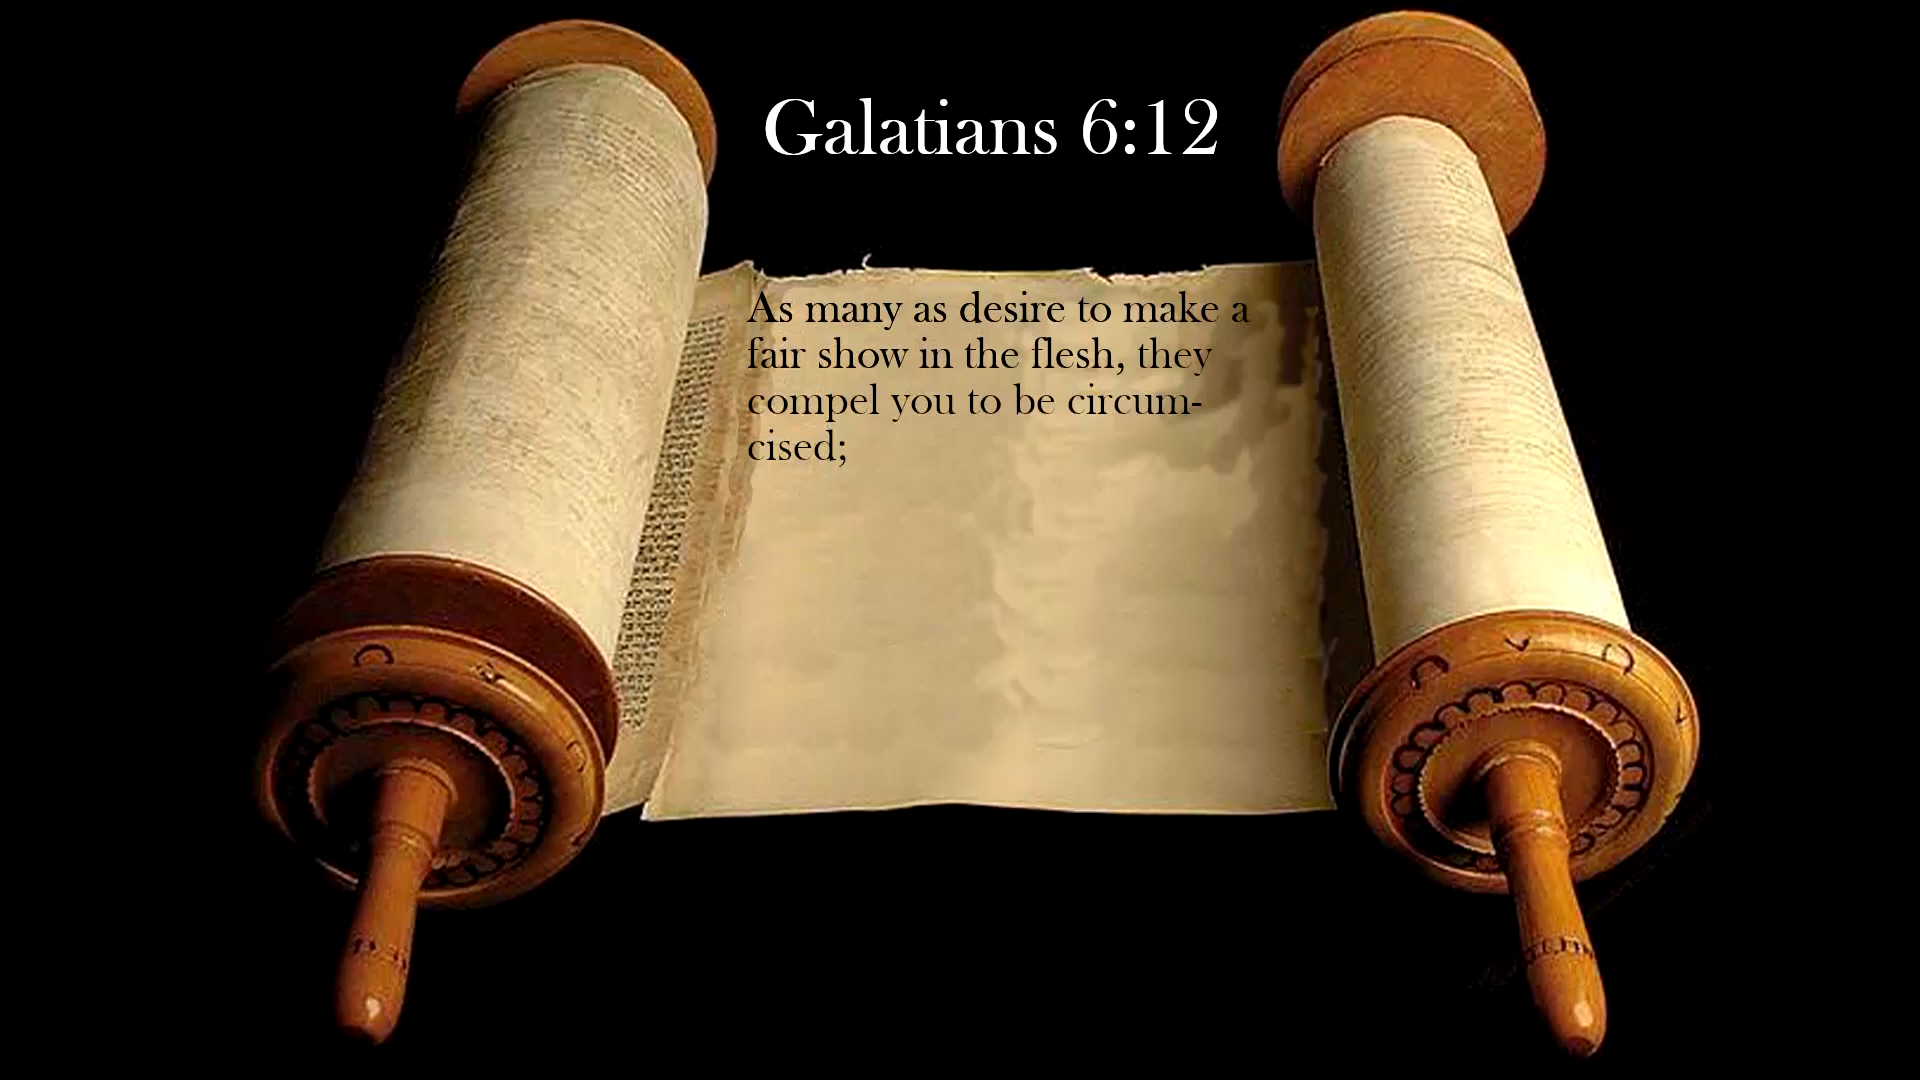 Galatians 6:12
As many as desire to make a
fair show in the flesh, they
compel you to be circum-
cised;